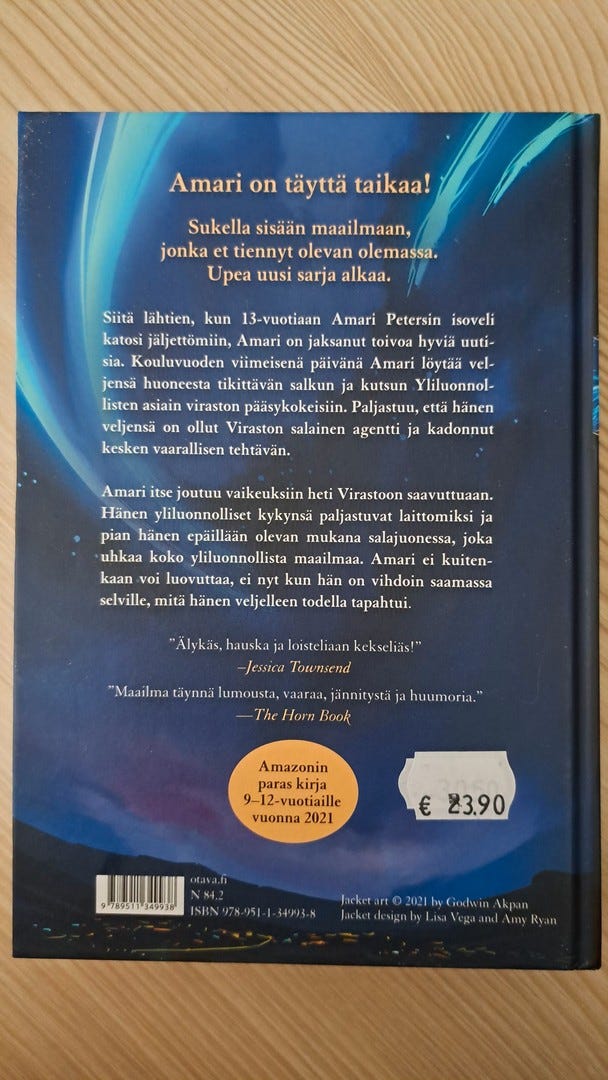 Amari on täyttä taikaa!
Sukella sisään maailmaan,
jonka et tiennyt olevan olemassa.
Upea uusi sarja alkaa.
Siitä lähtien, kun 13-vuotiaan Amari Petersin isoveli
katosi jäljettömiin, Amari on jaksanut toivoa hyviä uuti-
sia. Kouluvuoden viimeisenä päivänä Amari löytää vel-
jensä huoneesta tikittävän salkun ja kutsun Yliluonnol-
listen asiain viraston pääsykokeisiin. Paljastuu, että hänen
veljensä on ollut Viraston salainen agentti ja kadonnut
kesken vaarallisen tehtävän.
Amari itse joutuu vaikeuksiin heti Virastoon saavuttuaan.
Hänen yliluonnolliset kykynsä paljastuvat laittomiksi ja
pian hänen epäillään olevan mukana salajuonessa, joka
uhkaa koko yliluonnollista maailmaa. Amari ei kuiten-
kaan voi luovuttaa, ei nyt kun hän on vihdoin saamassa
selville, mitä hänen veljelleen todella tapahtui.
”Älykäs, hauska ja loisteliaan kekseliäs!”
–Jessica Townsend
”Maailma täynnä lumousta, vaaraa, jännitystä ja huumoria.”
—The Horn Book
Amazonin
paras kirja
9–12-vuotiaille
vuonna 2021
€ 23.90
otava.fi
N 84.2
ISBN 978-951-1-34993-8
9 789511 349938
Jacket art © 2021 by Godwin Akpan
Jacket design by Lisa Vega and Amy Ryan